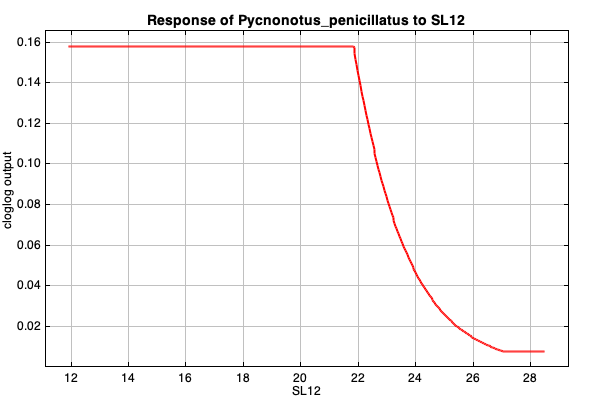 Response of Pycnonotus_penicillatus to SL12
cloglog output
0.16
0.14
0.12
0.10
0.08
0.06
0.04
0.02
12 14 16 18 20 22 24 26 28
SL12